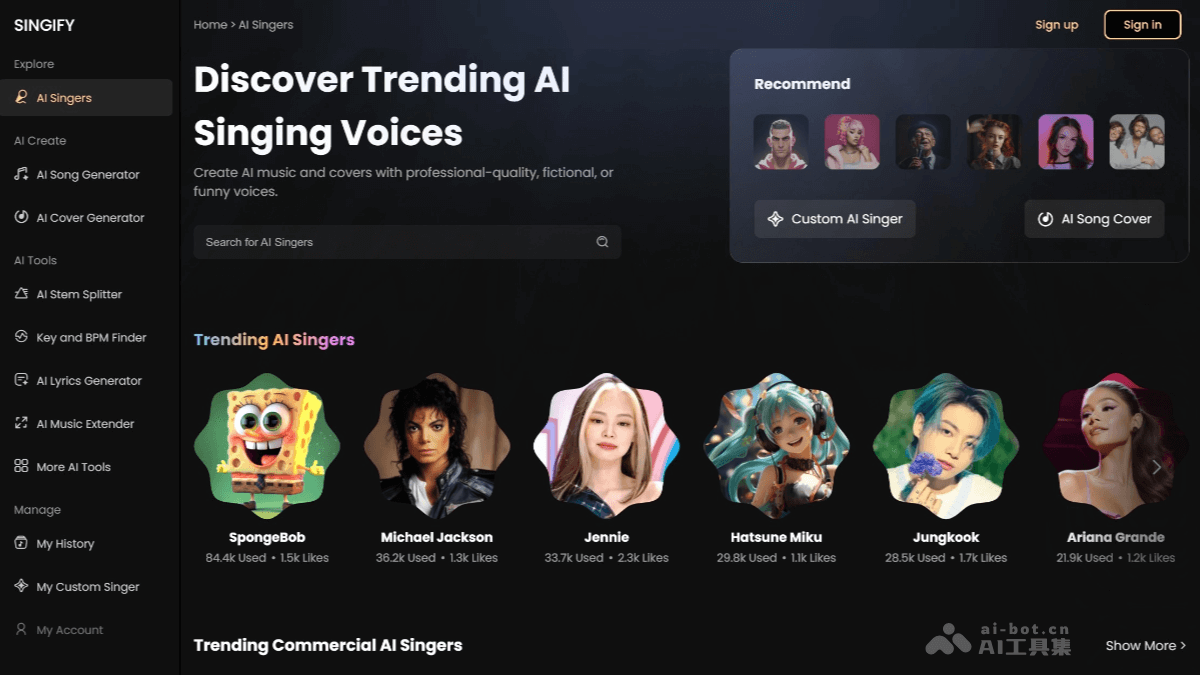 SINGIFY
Explore
AI Singers
AI Create
AI Song Generator
AI Cover Generator
AI Tools
AI Stem Splitter
Key and BPM Finder
AI Lyrics Generator
AI Music Extender
More AI Tools
Manage
My History
My Custom Singer
My Account
Home > AI Singers
Sign up
Sign in
Discover Trending AI
Singing Voices
Create AI music and covers with professional-quality, fictional, or
funny voices.
Search for AI Singers
Recommend
Custom AI Singer
AI Song Cover
Trending AI Singers
SpongeBob
84.4k Used • 1.5k Likes
Michael Jackson
36.2k Used • 1.3k Likes
Jennie
33.7k Used • 2.3k Likes
Hatsune Miku
29.8k Used • 1.1k Likes
Jungkook
28.5k Used • 1.7k Likes
Ariana Grande
21.9k Used • 1.2k Likes
Trending Commercial AI Singers
Show More >
ai-bot.cn
AI工具集